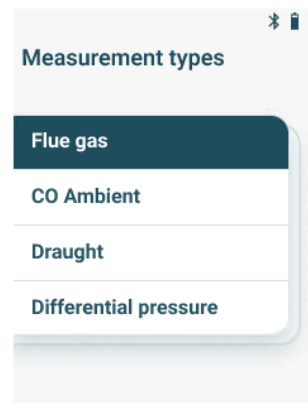 Measurement types
Flue gas
CO Ambient
Draught
Differential pressure